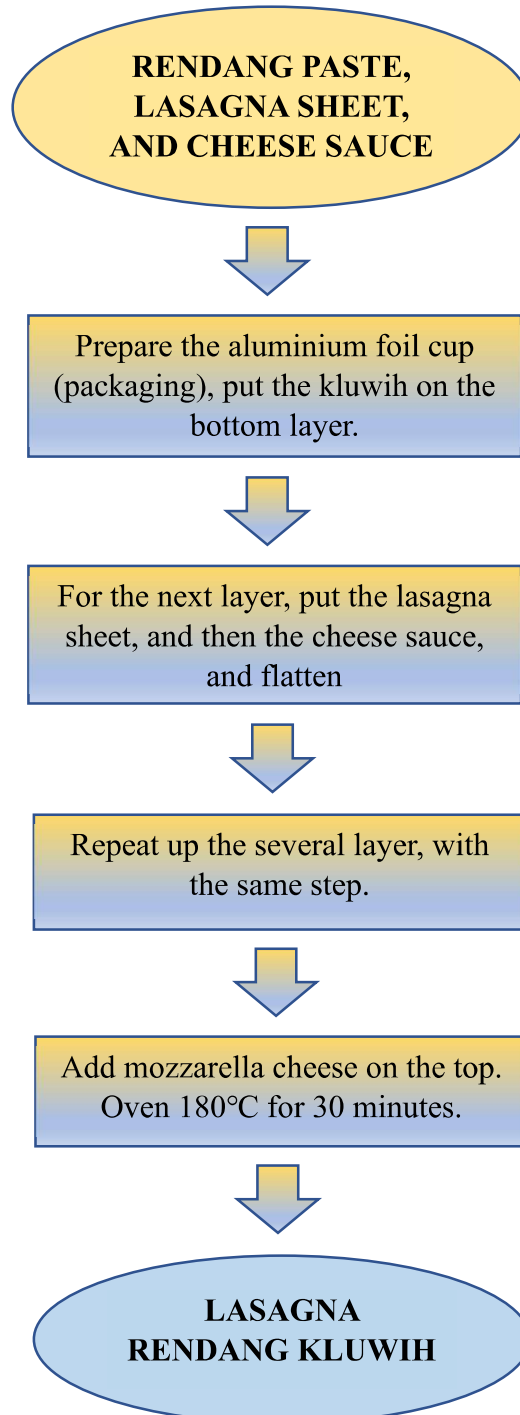 RENDANG PASTE,
LASAGNA SHEET,
AND CHEESE SAUCE
Prepare the aluminium foil cup
(packaging), put the kluwih on the
bottom layer.
For the next layer, put the lasagna
sheet, and then the cheese sauce,
and flatten
Repeat up the several layer, with
the same step.
Add mozzarella cheese on the top.
Oven 180℃ for 30 minutes.
LASAGNA
RENDANG KLUWIH